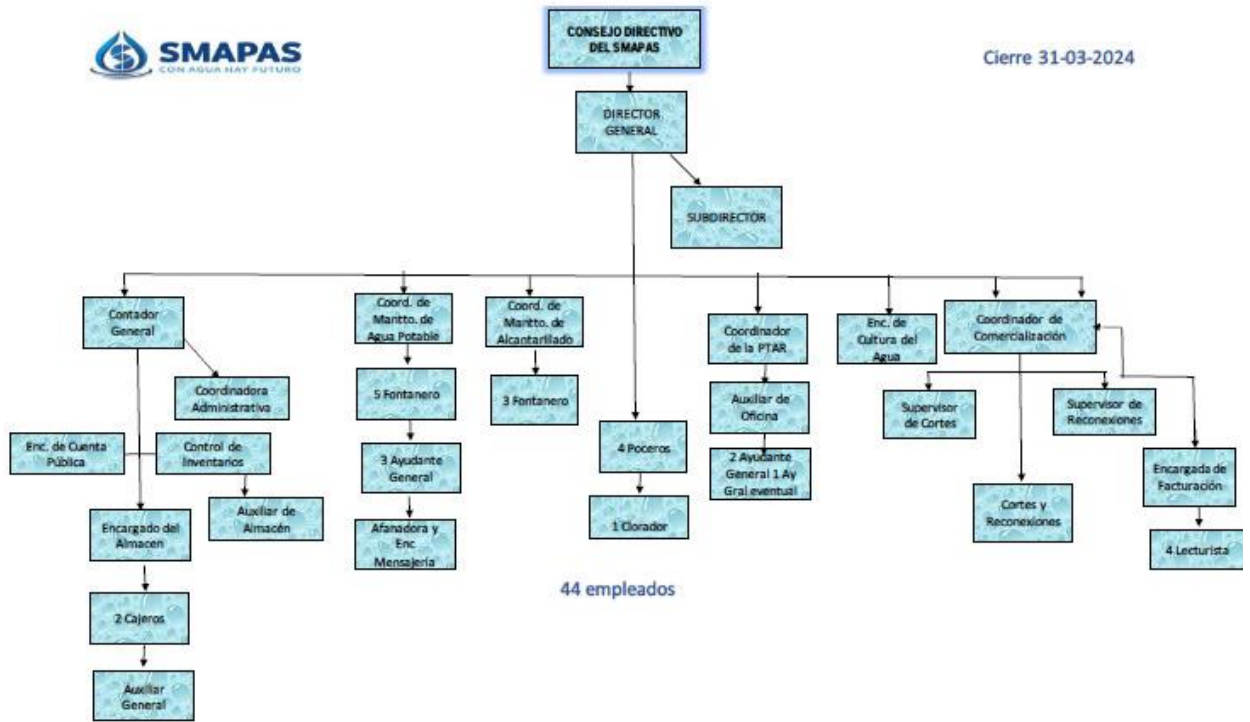 SMAPAS
CON AGUA HAY FUTURO
CONSEJO DIRECTIVO
DEL SMAPAS
Cierre 31-03-2024
DIRECTOR
GENERAL
SUBDIRECTOR
Contador
General
Coord. de
Mantto. de
Agua Potable
Coord. de
Mantto. de
Alcantarillado
Coordinador
de la PTAR
Enc. de
Cultura del
Agua
Coordinador de
Comercialización
Coordinadora
Administrativa
5 Fontanero
3 Fontanero
Auxiliar de
Oficina
Supervisor
de Cortes
Supervisor de
Reconexiones
Enc. de Cuenta
Pública
Control de
Inventarios
3 Ayudante
General
4 Poceros
2 Ayudante
General 1 Ay
Gral eventual
Encargada de
Facturación
Auxiliar de
Almacén
Encargado del
Almacen
Afanadora y
Enc
Mensajería
1 Clorador
Cortes y
Reconexiones
4 Lecturista
44 empleados
2 Cajeros
Auxiliar
General